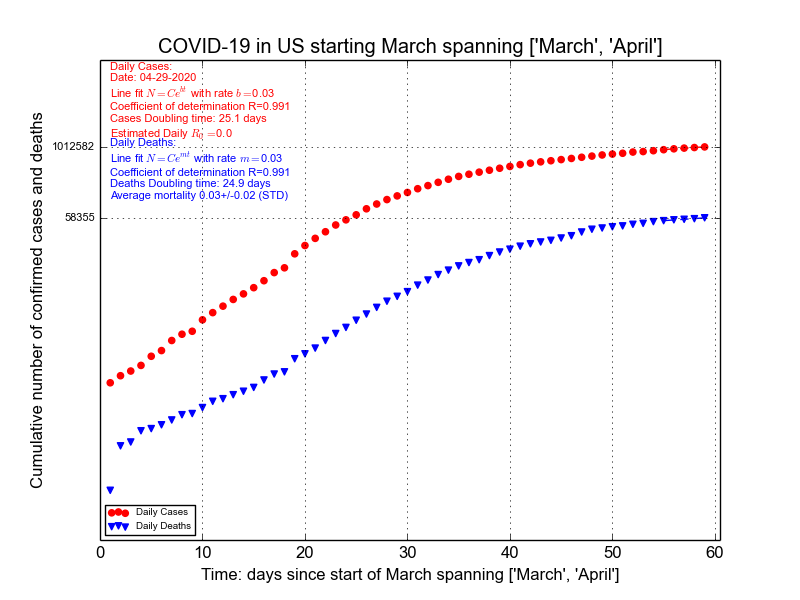 COVID-19 in US starting March spanning ['March', 'April']
Daily Cases:
Date: 04-29-2020
Line fit N=Ce^{bt} with rate b=0.03
Coefficient of determination R=0.991
Cases Doubling time: 25.1 days
Estimated Daily R_0=0.0
Daily Deaths:
Line fit N=Ce^{mt} with rate m=0.03
Coefficient of determination R=0.991
Deaths Doubling time: 24.9 days
Average mortality 0.03+/-0.02 (STD)
1012582
58355
Cumulative number of confirmed cases and deaths
Daily Cases
Daily Deaths
0 10 20 30 40 50 60
Time: days since start of March spanning ['March', 'April']